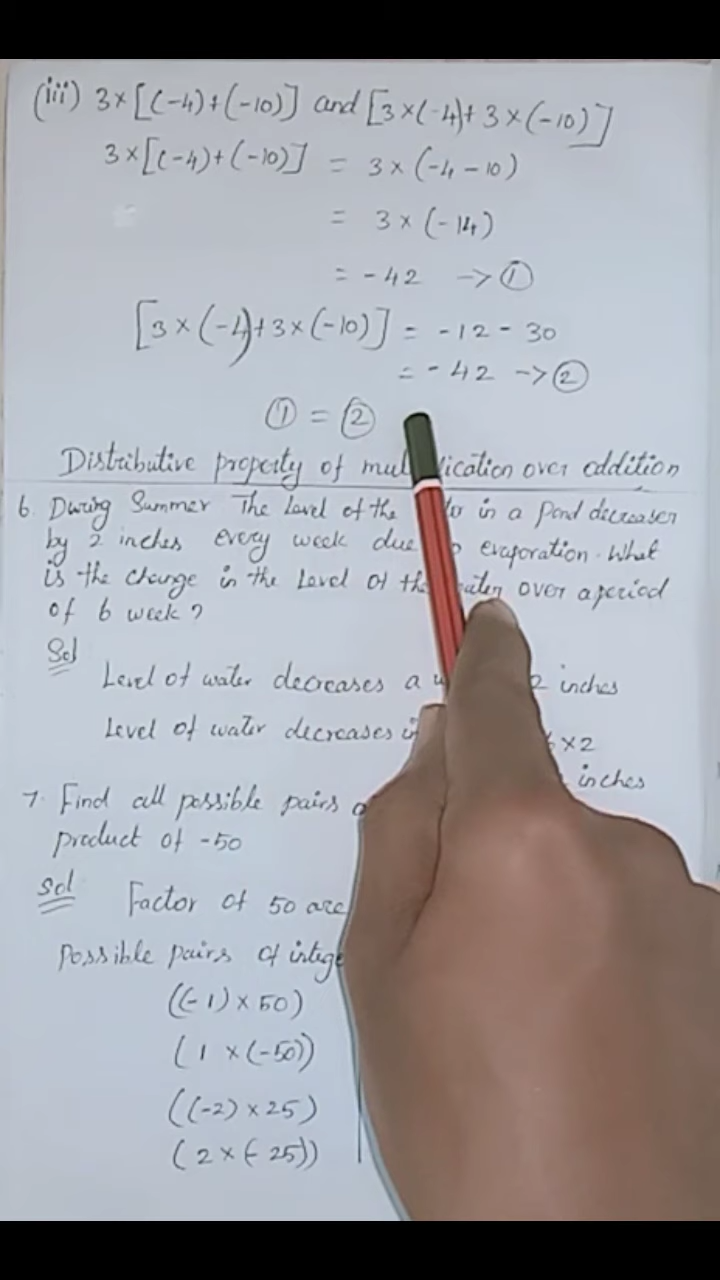 (iii) 3×[(-4)+(-10)] and [3×(-4)+3×(-10)]
3×[(-4)+(-10)] = 3×(-4-10)
= 3×(-14)
= -42 → ①
[3×(-4)+3×(-10)] = -12-30
= -42 → ②
① = ②
Distributive property of over addition
6. During Summer The Level of the in a Pond decreases
by 2 inches every week due evaporation. What
is the change in the Level of the over a period
of 6 week?
Sol
Level of water decreases a 2 inches
Level of water decreases ×2
inches
7. Find all possible pairs
product of -50
Sol Factor of 50 are
Possible pairs of
((-1)×50)
(1×(-50))
((-2)×25)
(2×(-25))